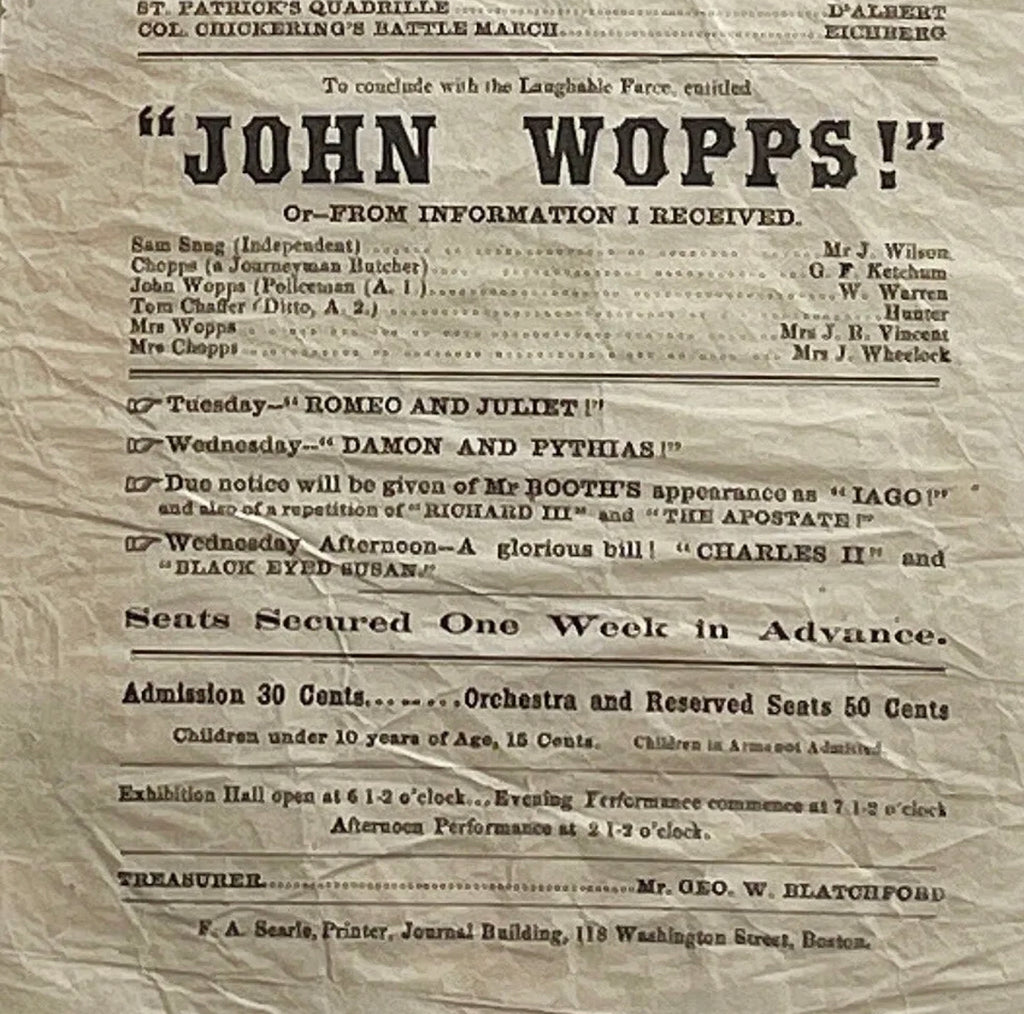 ST. PATRICK'S QUADRILLE ........ D'ALBERT
COL. CHICKERING'S BATTLE MARCH ........ EICHBERG
To conclude with the Laughable Farce, entitled
"JOHN WOPPS!"
Or—FROM INFORMATION I RECEIVED.
Sam Snug (Independent) ........ Mr J. Wilson
Chopps (a Journeyman Butcher) ........ G. F. Ketchum
John Wopps (Policeman (A. 1) ........ W. Warren
Tom Chaffer (Ditto, A. 2.) ........ Hunter
Mrs Wopps ........ Mrs J. R. Vincent
Mrs Chopps ........ Mrs J. Wheelock
☞ Tuesday—"ROMEO AND JULIET!"
☞ Wednesday—"DAMON AND PYTHIAS!"
☞ Due notice will be given of Mr BOOTH'S appearance as "IAGO!"
and also of a repetition of "RICHARD III" and "THE APOSTATE!"
☞ Wednesday Afternoon—A glorious bill! "CHARLES II" and
"BLACK EYED SUSAN."
Seats Secured One Week in Advance.
Admission 30 Cents.........Orchestra and Reserved Seats 50 Cents
Children under 10 years of Age, 15 Cents. Children in Arms not Admitted
Exhibition Hall open at 6 1-2 o'clock...Evening Performance commence at 7 1-2 o'clock
Afternoon Performance at 2 1-2 o'clock.
TREASURER ........ Mr. GEO. W. BLATCHFORD
F. A. Searle, Printer, Journal Building, 118 Washington Street, Boston.